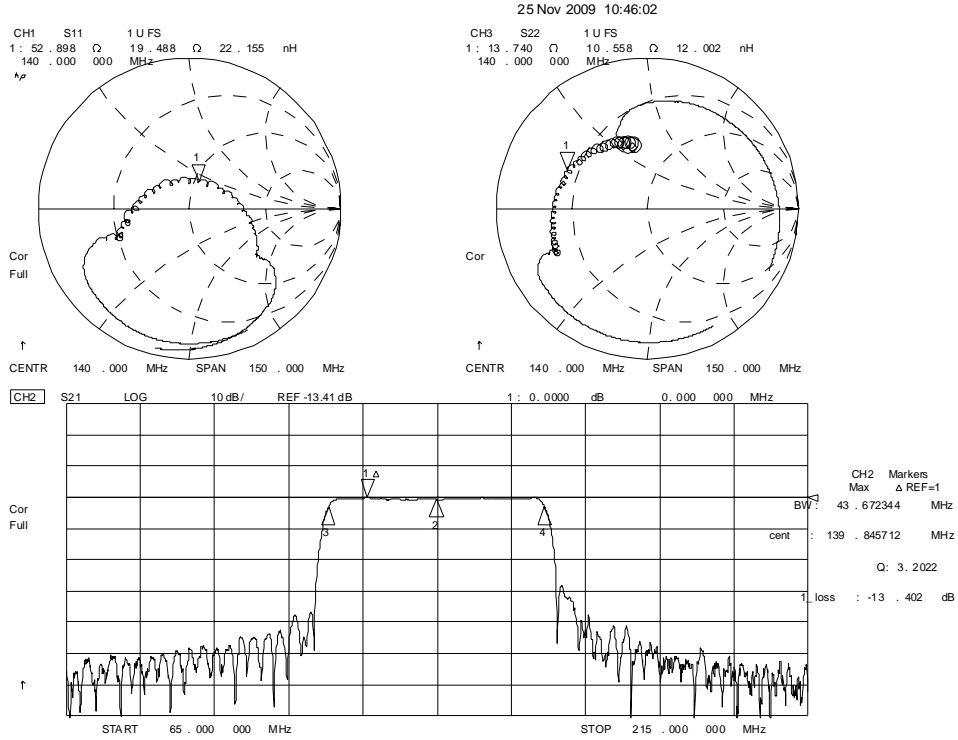 25 Nov 2009 10:46:02
CH1 S11 1 U FS
1: 52 .898 Ω 19 .488 Ω 22 .155 nH
140 .000 000 MHz
hp
1
Cor
Full
↑
CENTR 140 .000 MHz SPAN 150 .000 MHz
CH3 S22 1 U FS
1: 13 .740 Ω 10 .558 Ω 12 .002 nH
140 .000 000 MHz
1
Cor
↑
CENTR 140 .000 MHz SPAN 150 .000 MHz
CH2 S21 LOG 10 dB/ REF -13.41 dB 1: 0.0000 dB 0.000 000 MHz
1 Δ
2
3
4
Cor
Full
↑
CH2 Markers
Max Δ REF=1
BW: 43 .672344 MHz
cent : 139 .845712 MHz
Q: 3.2022
1_loss : -13 .402 dB
START 65 .000 000 MHz
STOP 215 .000 000 MHz